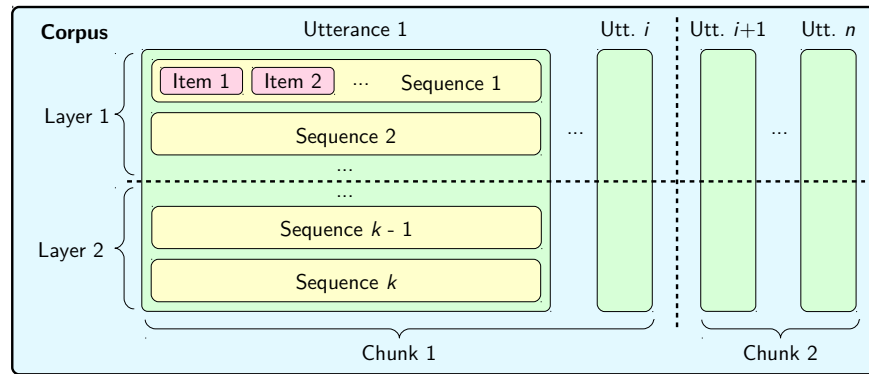 Corpus Utterance 1 Utt. i Utt. i+1 Utt. n
Item 1 Item 2 ... Sequence 1
Layer 1
Sequence 2 ... ...
...
...
Sequence k - 1
Layer 2
Sequence k
Chunk 1 Chunk 2